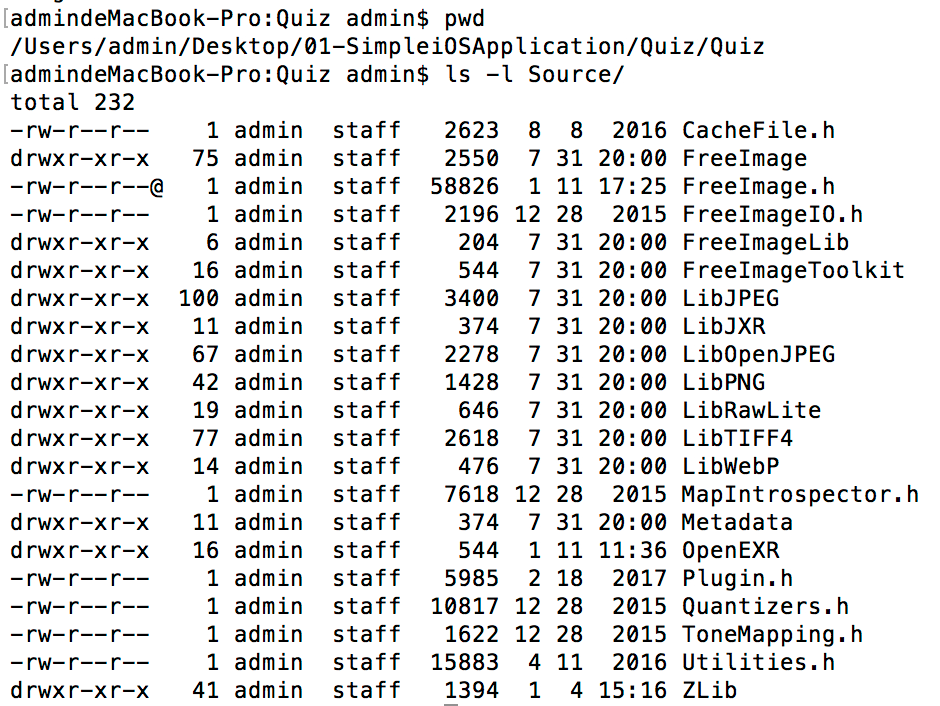 [admindeMacBook-Pro:Quiz admin$ pwd
/Users/admin/Desktop/01-SimpleiOSApplication/Quiz/Quiz
[admindeMacBook-Pro:Quiz admin$ ls -l Source/
total 232
-rw-r--r--    1 admin  staff   2623  8  8  2016 CacheFile.h
drwxr-xr-x   75 admin  staff   2550  7 31 20:00 FreeImage
-rw-r--r--@   1 admin  staff  58826  1 11 17:25 FreeImage.h
-rw-r--r--    1 admin  staff   2196 12 28  2015 FreeImageIO.h
drwxr-xr-x    6 admin  staff    204  7 31 20:00 FreeImageLib
drwxr-xr-x   16 admin  staff    544  7 31 20:00 FreeImageToolkit
drwxr-xr-x  100 admin  staff   3400  7 31 20:00 LibJPEG
drwxr-xr-x   11 admin  staff    374  7 31 20:00 LibJXR
drwxr-xr-x   67 admin  staff   2278  7 31 20:00 LibOpenJPEG
drwxr-xr-x   42 admin  staff   1428  7 31 20:00 LibPNG
drwxr-xr-x   19 admin  staff    646  7 31 20:00 LibRawLite
drwxr-xr-x   77 admin  staff   2618  7 31 20:00 LibTIFF4
drwxr-xr-x   14 admin  staff    476  7 31 20:00 LibWebP
-rw-r--r--    1 admin  staff   7618 12 28  2015 MapIntrospector.h
drwxr-xr-x   11 admin  staff    374  7 31 20:00 Metadata
drwxr-xr-x   16 admin  staff    544  1 11 11:36 OpenEXR
-rw-r--r--    1 admin  staff   5985  2 18  2017 Plugin.h
-rw-r--r--    1 admin  staff  10817 12 28  2015 Quantizers.h
-rw-r--r--    1 admin  staff   1622 12 28  2015 ToneMapping.h
-rw-r--r--    1 admin  staff  15883  4 11  2016 Utilities.h
drwxr-xr-x   41 admin  staff   1394  1  4 15:16 ZLib